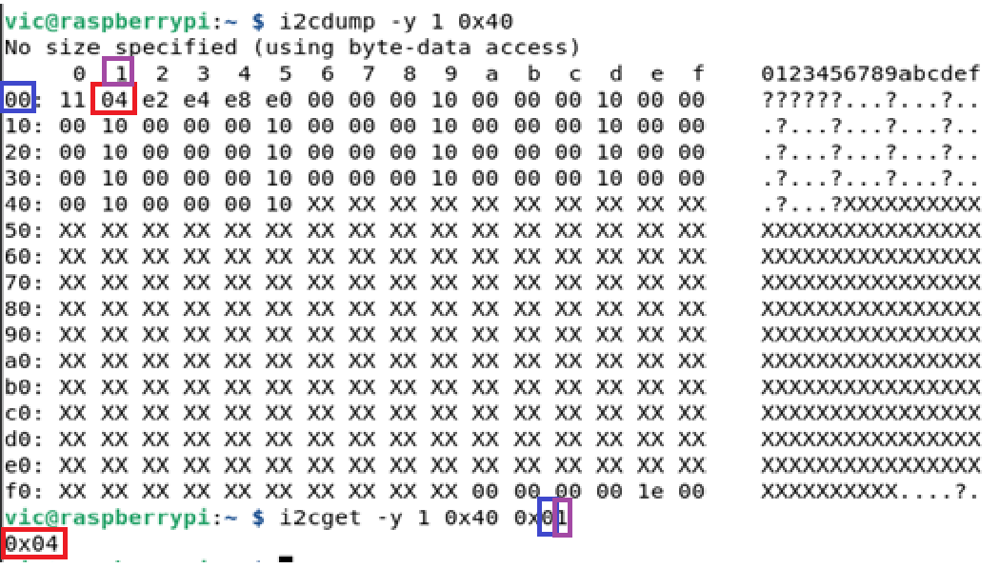 vic@raspberrypi:~ $ i2cdump -y 1 0x40
No size specified (using byte-data access)
     0  1  2  3  4  5  6  7  8  9  a  b  c  d  e  f    0123456789abcdef
00: 11 04 e2 e4 e8 e0 00 00 00 10 00 00 00 10 00 00    ??????...?...?..
10: 00 10 00 00 00 10 00 00 00 10 00 00 00 10 00 00    .?...?...?...?..
20: 00 10 00 00 00 10 00 00 00 10 00 00 00 10 00 00    .?...?...?...?..
30: 00 10 00 00 00 10 00 00 00 10 00 00 00 10 00 00    .?...?...?...?..
40: 00 10 00 00 00 10 XX XX XX XX XX XX XX XX XX XX    .?...?XXXXXXXXXX
50: XX XX XX XX XX XX XX XX XX XX XX XX XX XX XX XX    XXXXXXXXXXXXXXXX
60: XX XX XX XX XX XX XX XX XX XX XX XX XX XX XX XX    XXXXXXXXXXXXXXXX
70: XX XX XX XX XX XX XX XX XX XX XX XX XX XX XX XX    XXXXXXXXXXXXXXXX
80: XX XX XX XX XX XX XX XX XX XX XX XX XX XX XX XX    XXXXXXXXXXXXXXXX
90: XX XX XX XX XX XX XX XX XX XX XX XX XX XX XX XX    XXXXXXXXXXXXXXXX
a0: XX XX XX XX XX XX XX XX XX XX XX XX XX XX XX XX    XXXXXXXXXXXXXXXX
b0: XX XX XX XX XX XX XX XX XX XX XX XX XX XX XX XX    XXXXXXXXXXXXXXXX
c0: XX XX XX XX XX XX XX XX XX XX XX XX XX XX XX XX    XXXXXXXXXXXXXXXX
d0: XX XX XX XX XX XX XX XX XX XX XX XX XX XX XX XX    XXXXXXXXXXXXXXXX
e0: XX XX XX XX XX XX XX XX XX XX XX XX XX XX XX XX    XXXXXXXXXXXXXXXX
f0: XX XX XX XX XX XX XX XX XX XX 00 00 00 00 1e 00    XXXXXXXXXX....?.
vic@raspberrypi:~ $ i2cget -y 1 0x40 0x01
0x04